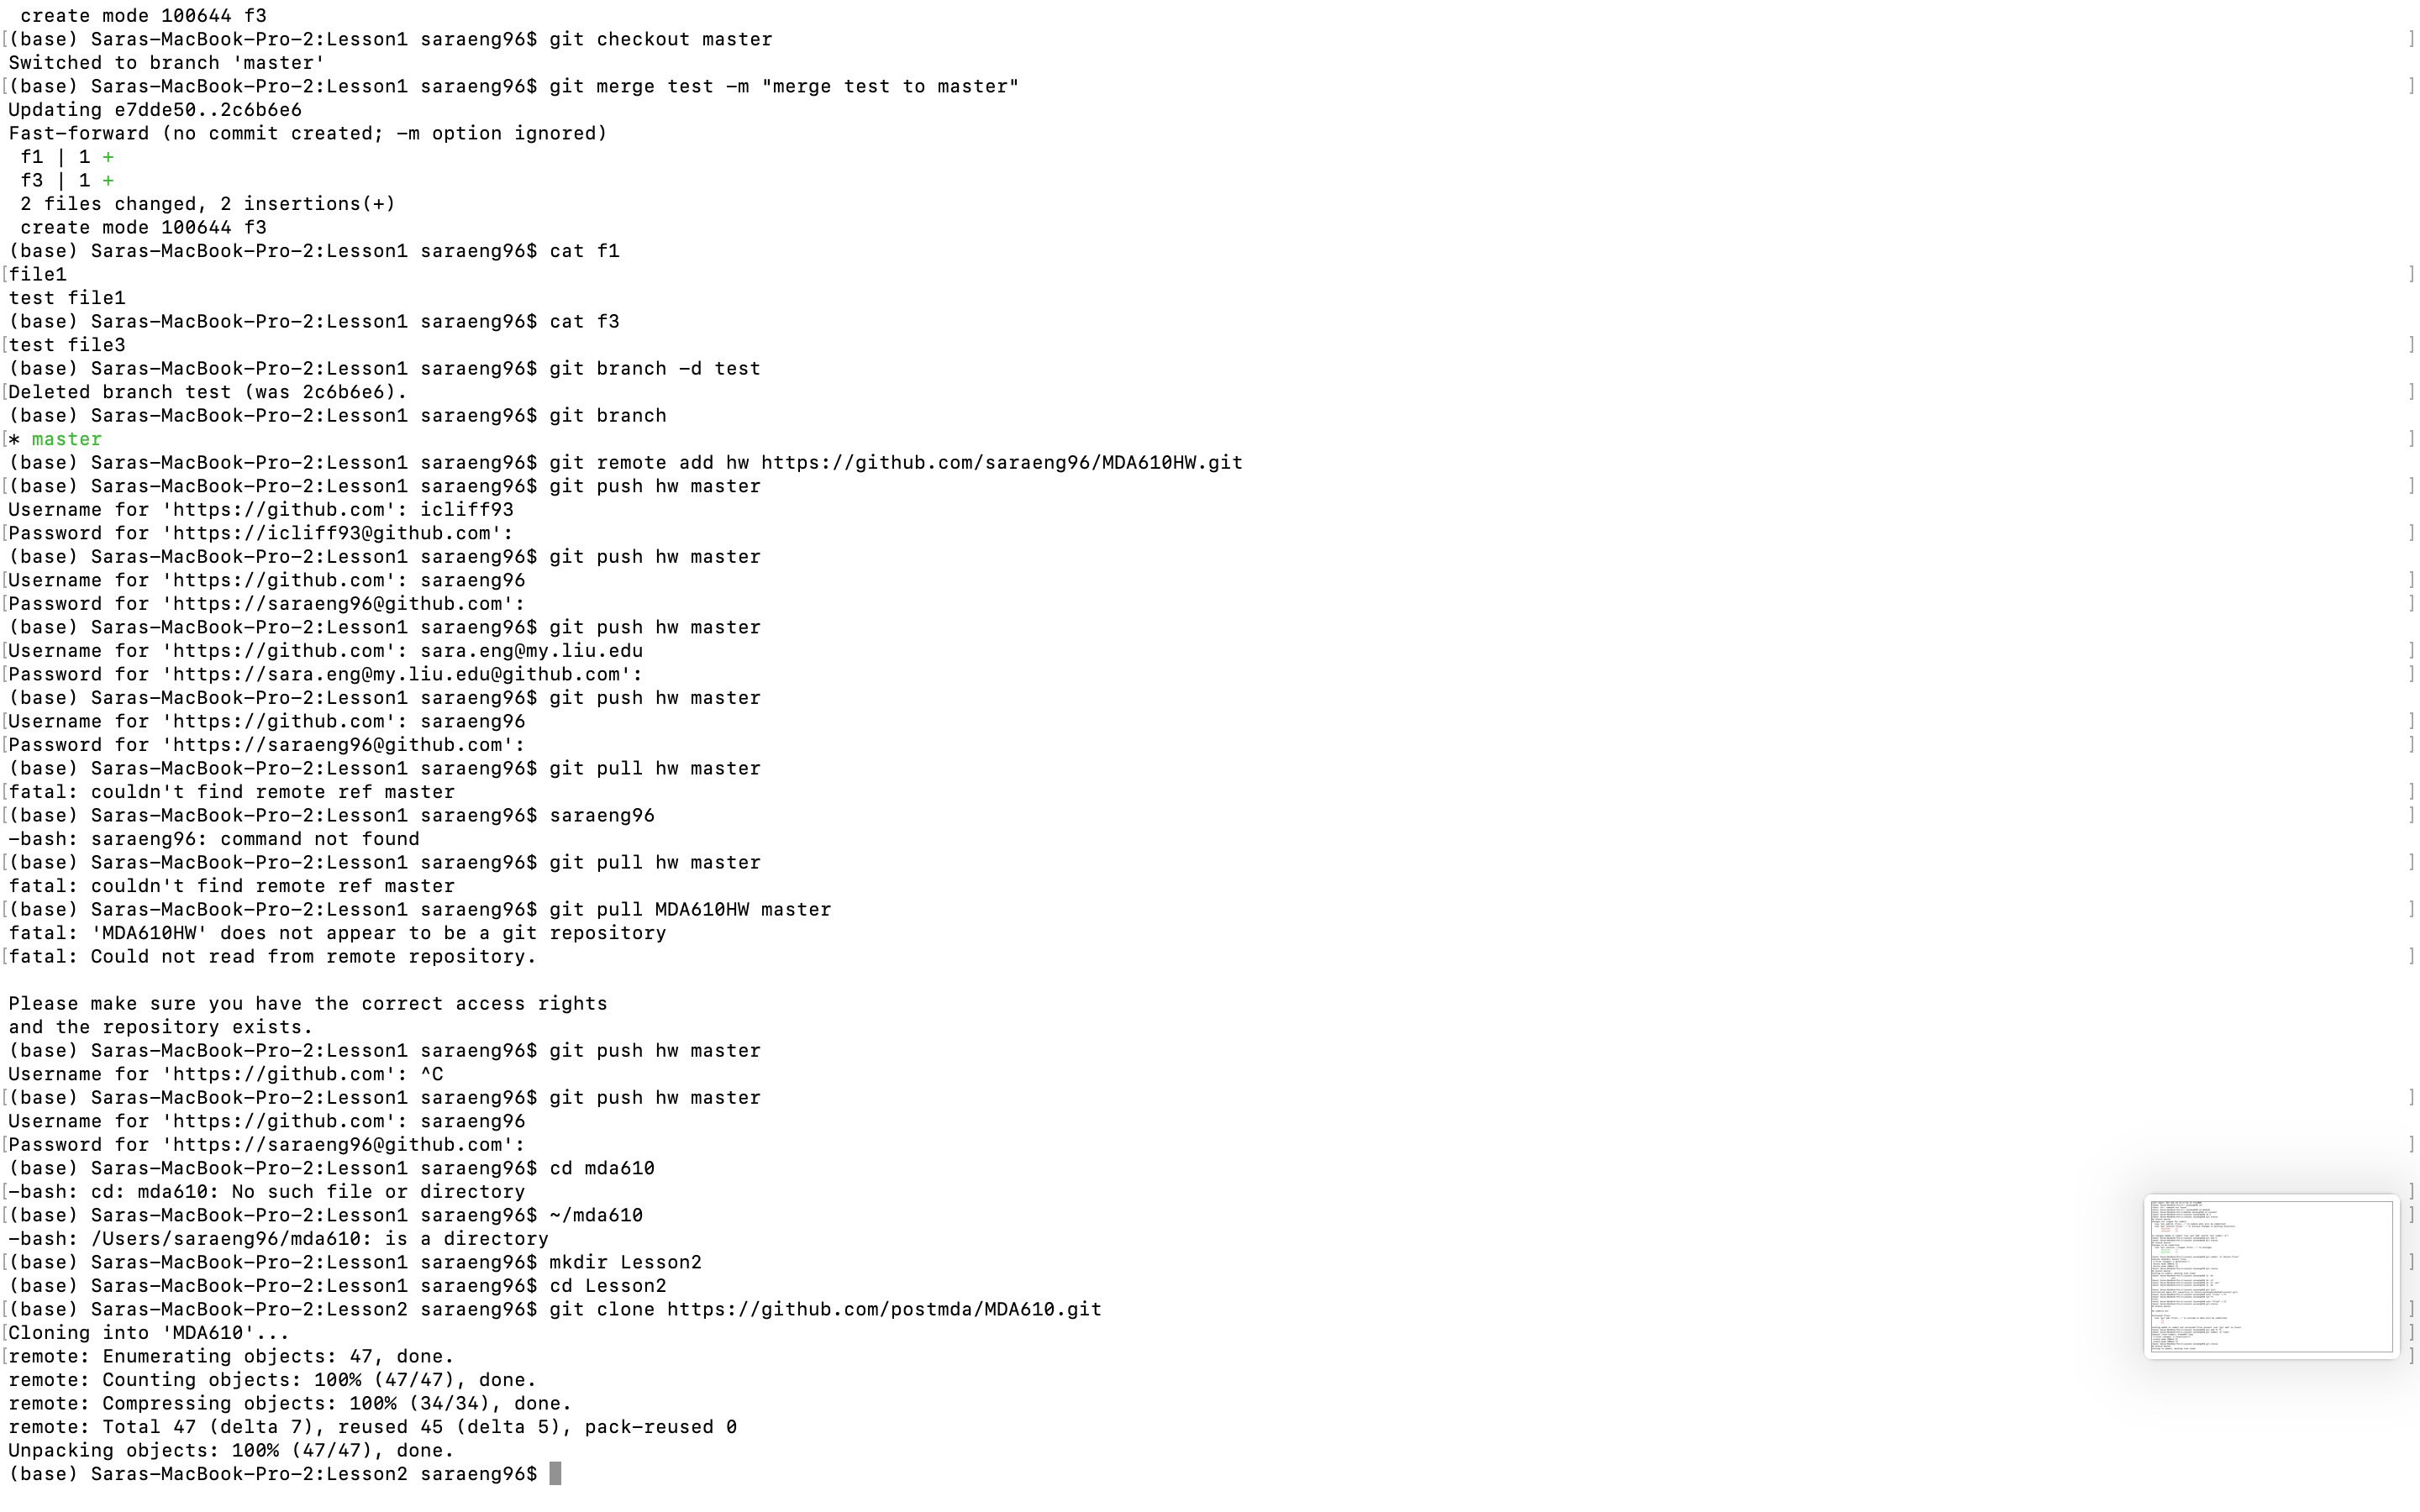 create mode 100644 f3
[(base) Saras-MacBook-Pro-2:Lesson1 saraeng96$ git checkout master ]
Switched to branch 'master'
[(base) Saras-MacBook-Pro-2:Lesson1 saraeng96$ git merge test -m "merge test to master" ]
Updating e7dde50..2c6b6e6
Fast-forward (no commit created; -m option ignored)
 f1 | 1 +
 f3 | 1 +
 2 files changed, 2 insertions(+)
 create mode 100644 f3
(base) Saras-MacBook-Pro-2:Lesson1 saraeng96$ cat f1
[file1 ]
test file1
(base) Saras-MacBook-Pro-2:Lesson1 saraeng96$ cat f3
[test file3 ]
(base) Saras-MacBook-Pro-2:Lesson1 saraeng96$ git branch -d test
[Deleted branch test (was 2c6b6e6). ]
(base) Saras-MacBook-Pro-2:Lesson1 saraeng96$ git branch
[* master ]
(base) Saras-MacBook-Pro-2:Lesson1 saraeng96$ git remote add hw https://github.com/saraeng96/MDA610HW.git
[(base) Saras-MacBook-Pro-2:Lesson1 saraeng96$ git push hw master ]
Username for 'https://github.com': icliff93
[Password for 'https://icliff93@github.com': ]
(base) Saras-MacBook-Pro-2:Lesson1 saraeng96$ git push hw master
[Username for 'https://github.com': saraeng96 ]
[Password for 'https://saraeng96@github.com': ]
(base) Saras-MacBook-Pro-2:Lesson1 saraeng96$ git push hw master
[Username for 'https://github.com': sara.eng@my.liu.edu ]
[Password for 'https://sara.eng@my.liu.edu@github.com': ]
(base) Saras-MacBook-Pro-2:Lesson1 saraeng96$ git push hw master
[Username for 'https://github.com': saraeng96 ]
[Password for 'https://saraeng96@github.com': ]
(base) Saras-MacBook-Pro-2:Lesson1 saraeng96$ git pull hw master
[fatal: couldn't find remote ref master ]
[(base) Saras-MacBook-Pro-2:Lesson1 saraeng96$ saraeng96 ]
-bash: saraeng96: command not found
[(base) Saras-MacBook-Pro-2:Lesson1 saraeng96$ git pull hw master ]
fatal: couldn't find remote ref master
[(base) Saras-MacBook-Pro-2:Lesson1 saraeng96$ git pull MDA610HW master ]
fatal: 'MDA610HW' does not appear to be a git repository
[fatal: Could not read from remote repository. ]

Please make sure you have the correct access rights
and the repository exists.
(base) Saras-MacBook-Pro-2:Lesson1 saraeng96$ git push hw master
Username for 'https://github.com': ^C
[(base) Saras-MacBook-Pro-2:Lesson1 saraeng96$ git push hw master ]
Username for 'https://github.com': saraeng96
[Password for 'https://saraeng96@github.com': ]
(base) Saras-MacBook-Pro-2:Lesson1 saraeng96$ cd mda610
[-bash: cd: mda610: No such file or directory ]
[(base) Saras-MacBook-Pro-2:Lesson1 saraeng96$ ~/mda610 ]
-bash: /Users/saraeng96/mda610: is a directory
[(base) Saras-MacBook-Pro-2:Lesson1 saraeng96$ mkdir Lesson2 ]
(base) Saras-MacBook-Pro-2:Lesson1 saraeng96$ cd Lesson2
[(base) Saras-MacBook-Pro-2:Lesson2 saraeng96$ git clone https://github.com/postmda/MDA610.git ]
[Cloning into 'MDA610'... ]
[remote: Enumerating objects: 47, done. ]
remote: Counting objects: 100% (47/47), done.
remote: Compressing objects: 100% (34/34), done.
remote: Total 47 (delta 7), reused 45 (delta 5), pack-reused 0
Unpacking objects: 100% (47/47), done.
(base) Saras-MacBook-Pro-2:Lesson2 saraeng96$